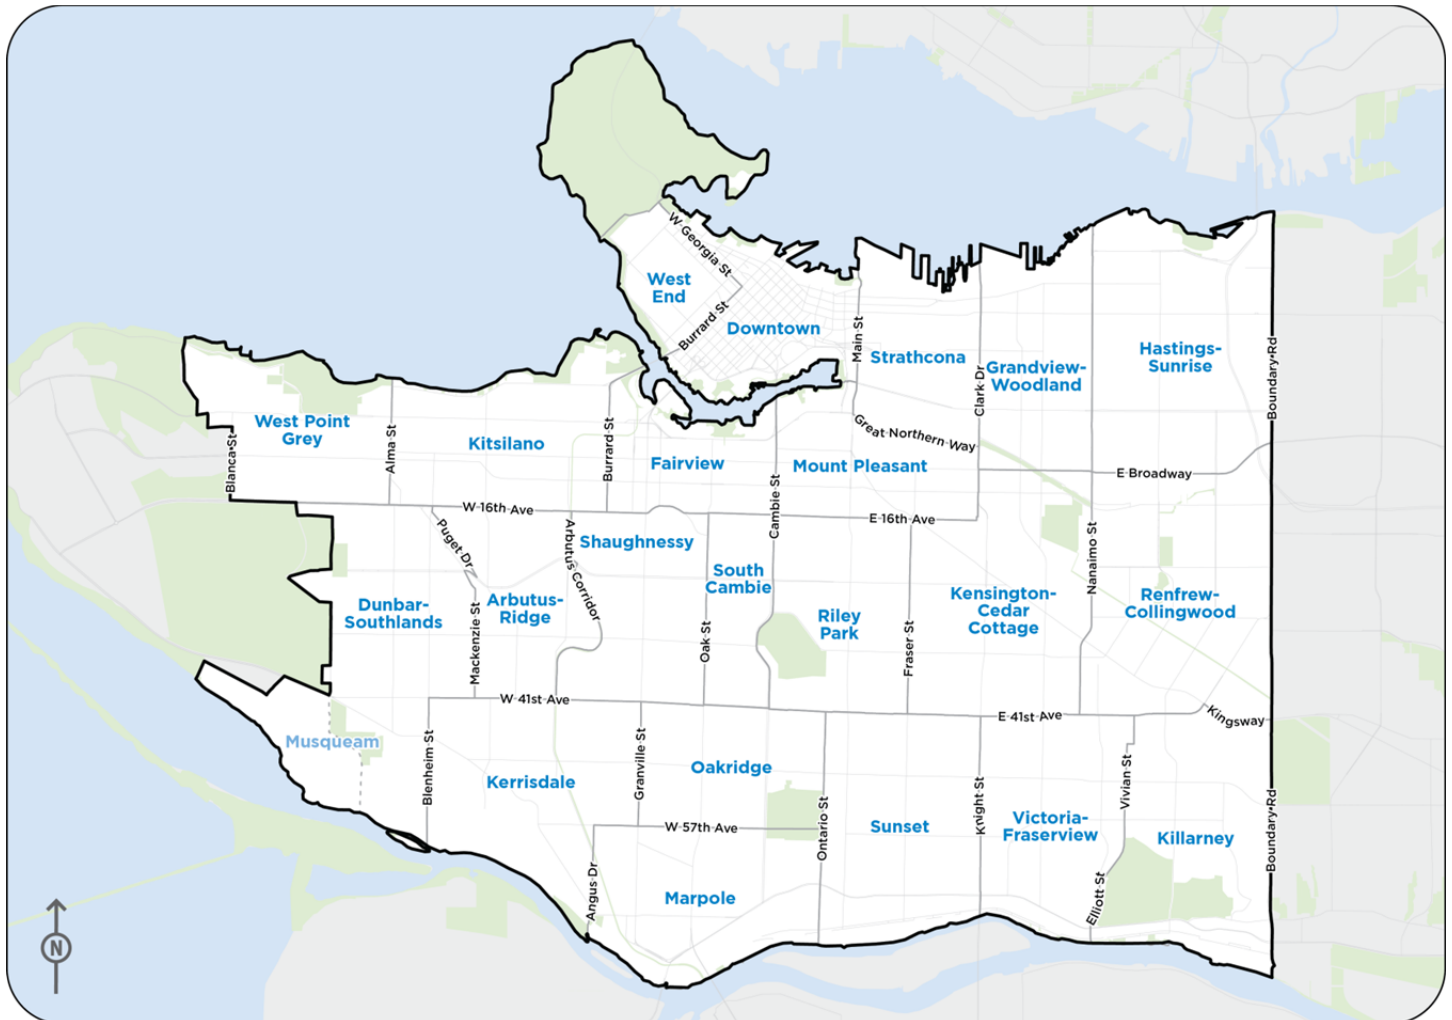 W Georgia St
West
End
Burrard St
Downtown
Main St
Strathcona
Grandview-
Woodland
Clark Dr
Hastings-
Sunrise
Boundary Rd
West Point
Grey
Blanca St
Alma St
Kitsilano
Burrard St
Fairview
Cambie St
Mount Pleasant
Great Northern Way
E Broadway
W 16th Ave
E 16th Ave
Puget Dr
Arbutus Corridor
Shaughnessy
South
Cambie
Nanaimo St
Dunbar-
Southlands
Mackenzie St
Arbutus-
Ridge
Oak St
Riley
Park
Fraser St
Kensington-
Cedar
Cottage
Renfrew-
Collingwood
W 41st Ave
E 41st Ave
Kingsway
Musqueam
Blenheim St
Kerrisdale
Granville St
Oakridge
W 57th Ave
Ontario St
Sunset
Knight St
Victoria-
Fraserview
Vivian St
Killarney
Boundary Rd
Angus Dr
Marpole
Elliott St
N